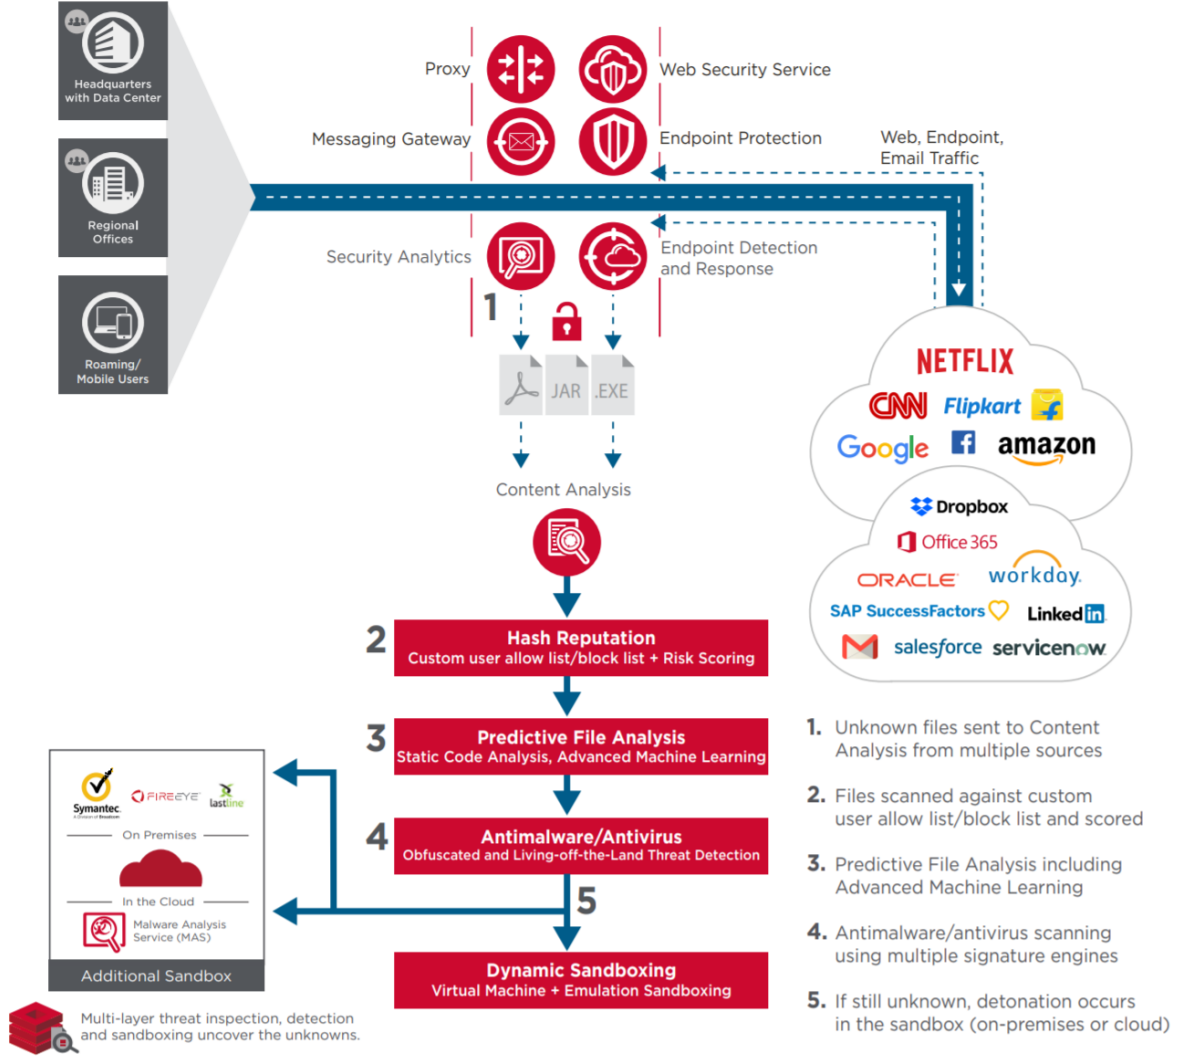 Headquarters
with Data Center
Regional
Offices
Roaming/
Mobile Users
Proxy
Web Security Service
Messaging Gateway
Endpoint Protection
Web, Endpoint,
Email Traffic
Security Analytics
Endpoint Detection
and Response
1
JAR
.EXE
Content Analysis
NETFLIX
CNN
Flipkart
Google
amazon
Dropbox
Office 365
ORACLE
workday.
SAP SuccessFactors
Linked in
salesforce
servicenow
2
Hash Reputation
Custom user allow list/block list + Risk Scoring
3
Predictive File Analysis
Static Code Analysis, Advanced Machine Learning
4
Antimalware/Antivirus
Obfuscated and Living-off-the-Land Threat Detection
5
Dynamic Sandboxing
Virtual Machine + Emulation Sandboxing
Symantec.
A Division of Broadcom
FIREEYE
lastline
On Premises
In the Cloud
Malware Analysis
Service (MAS)
Additional Sandbox
Multi-layer threat inspection, detection
and sandboxing uncover the unknowns.
1. Unknown files sent to Content
Analysis from multiple sources
2. Files scanned against custom
user allow list/block list and scored
3. Predictive File Analysis including
Advanced Machine Learning
4. Antimalware/antivirus scanning
using multiple signature engines
5. If still unknown, detonation occurs
in the sandbox (on-premises or cloud)